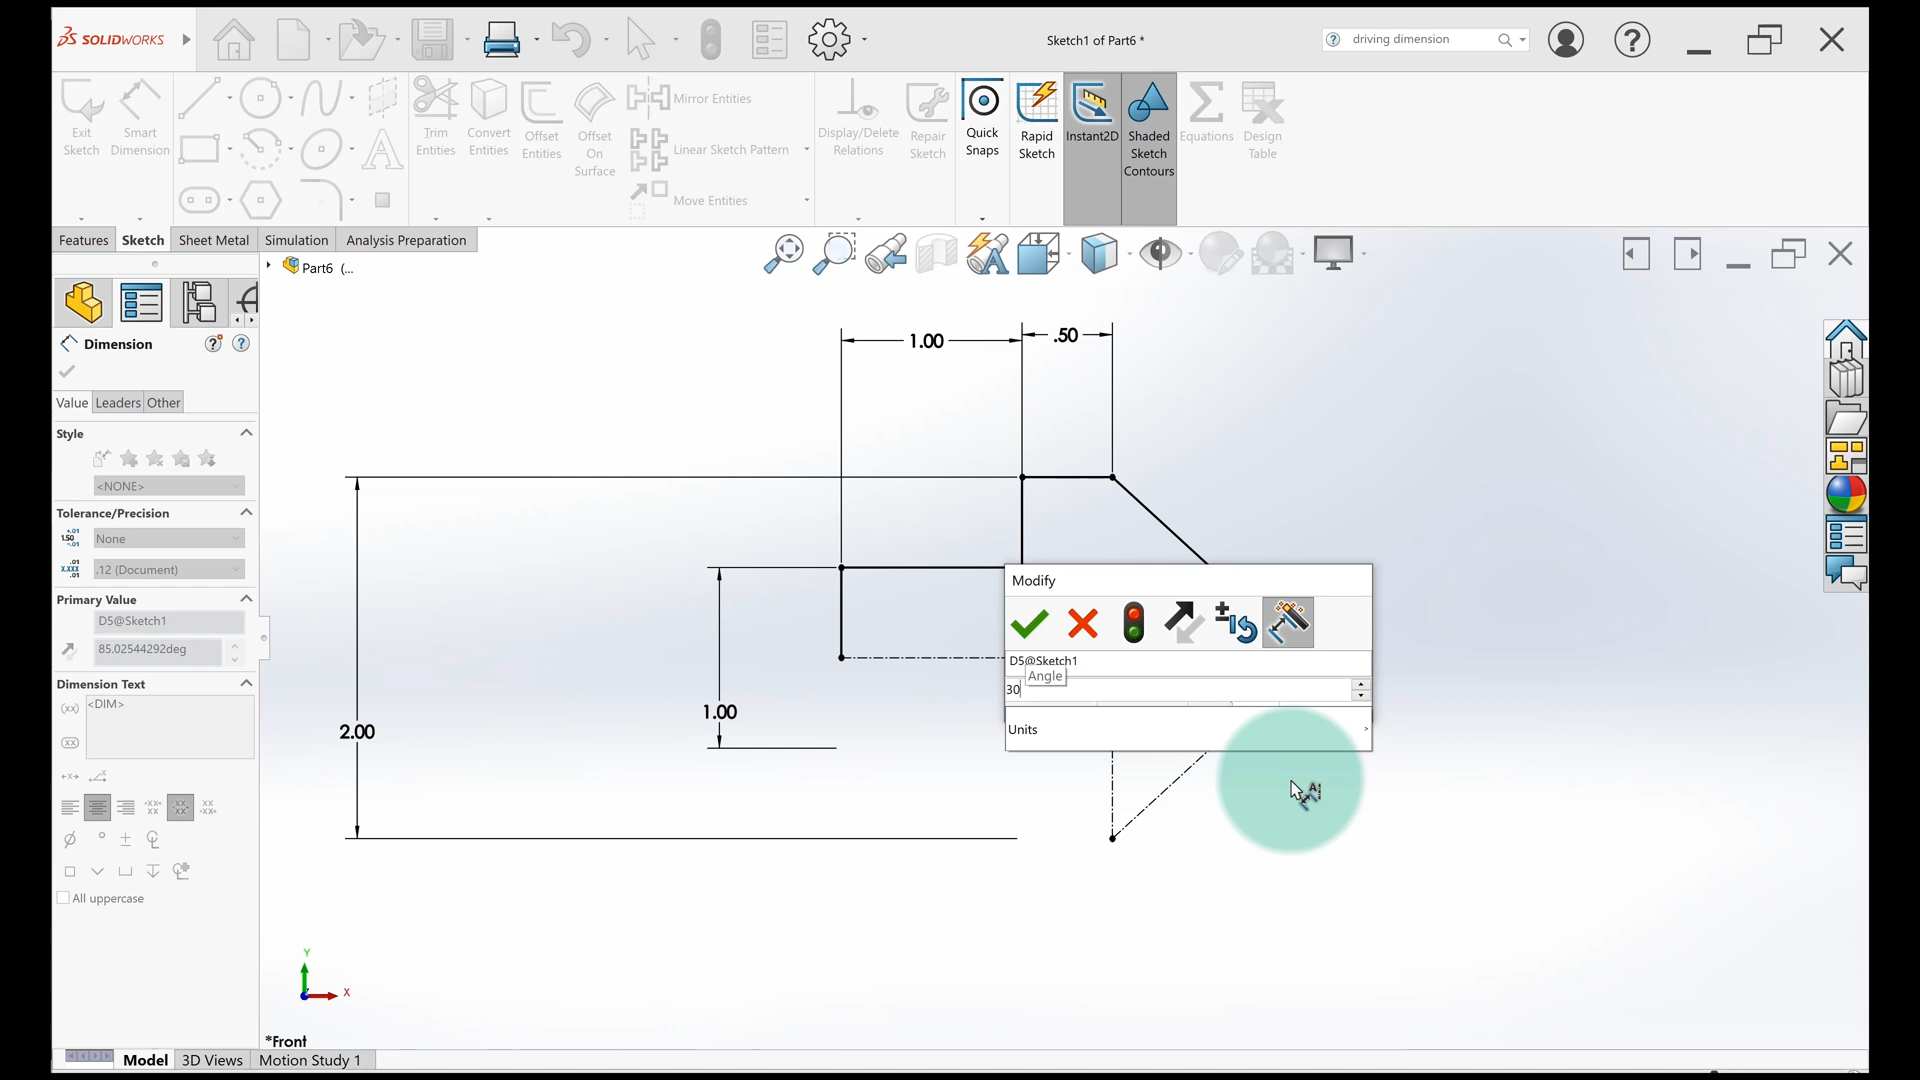 SOLIDWORKS
Sketch1 of Part6 *
driving dimension
Exit Sketch
Smart Dimension
Trim Entities
Convert Entities
Offset Entities
Offset On Surface
Mirror Entities
Linear Sketch Pattern
Move Entities
Display/Delete Relations
Repair Sketch
Quick Snaps
Rapid Sketch
Instant2D
Shaded Sketch Contours
Equations
Design Table
Features
Sketch
Sheet Metal
Simulation
Analysis Preparation
Part6 (...
Dimension
Value
Leaders
Other
Style
<NONE>
Tolerance/Precision
None
.12 (Document)
Primary Value
D5@Sketch1
85.02544292deg
Dimension Text
<DIM>
All uppercase
1.00
.50
1.00
2.00
Modify
D5@Sketch1
Angle
30
Units
Y
X
*Front
Model
3D Views
Motion Study 1